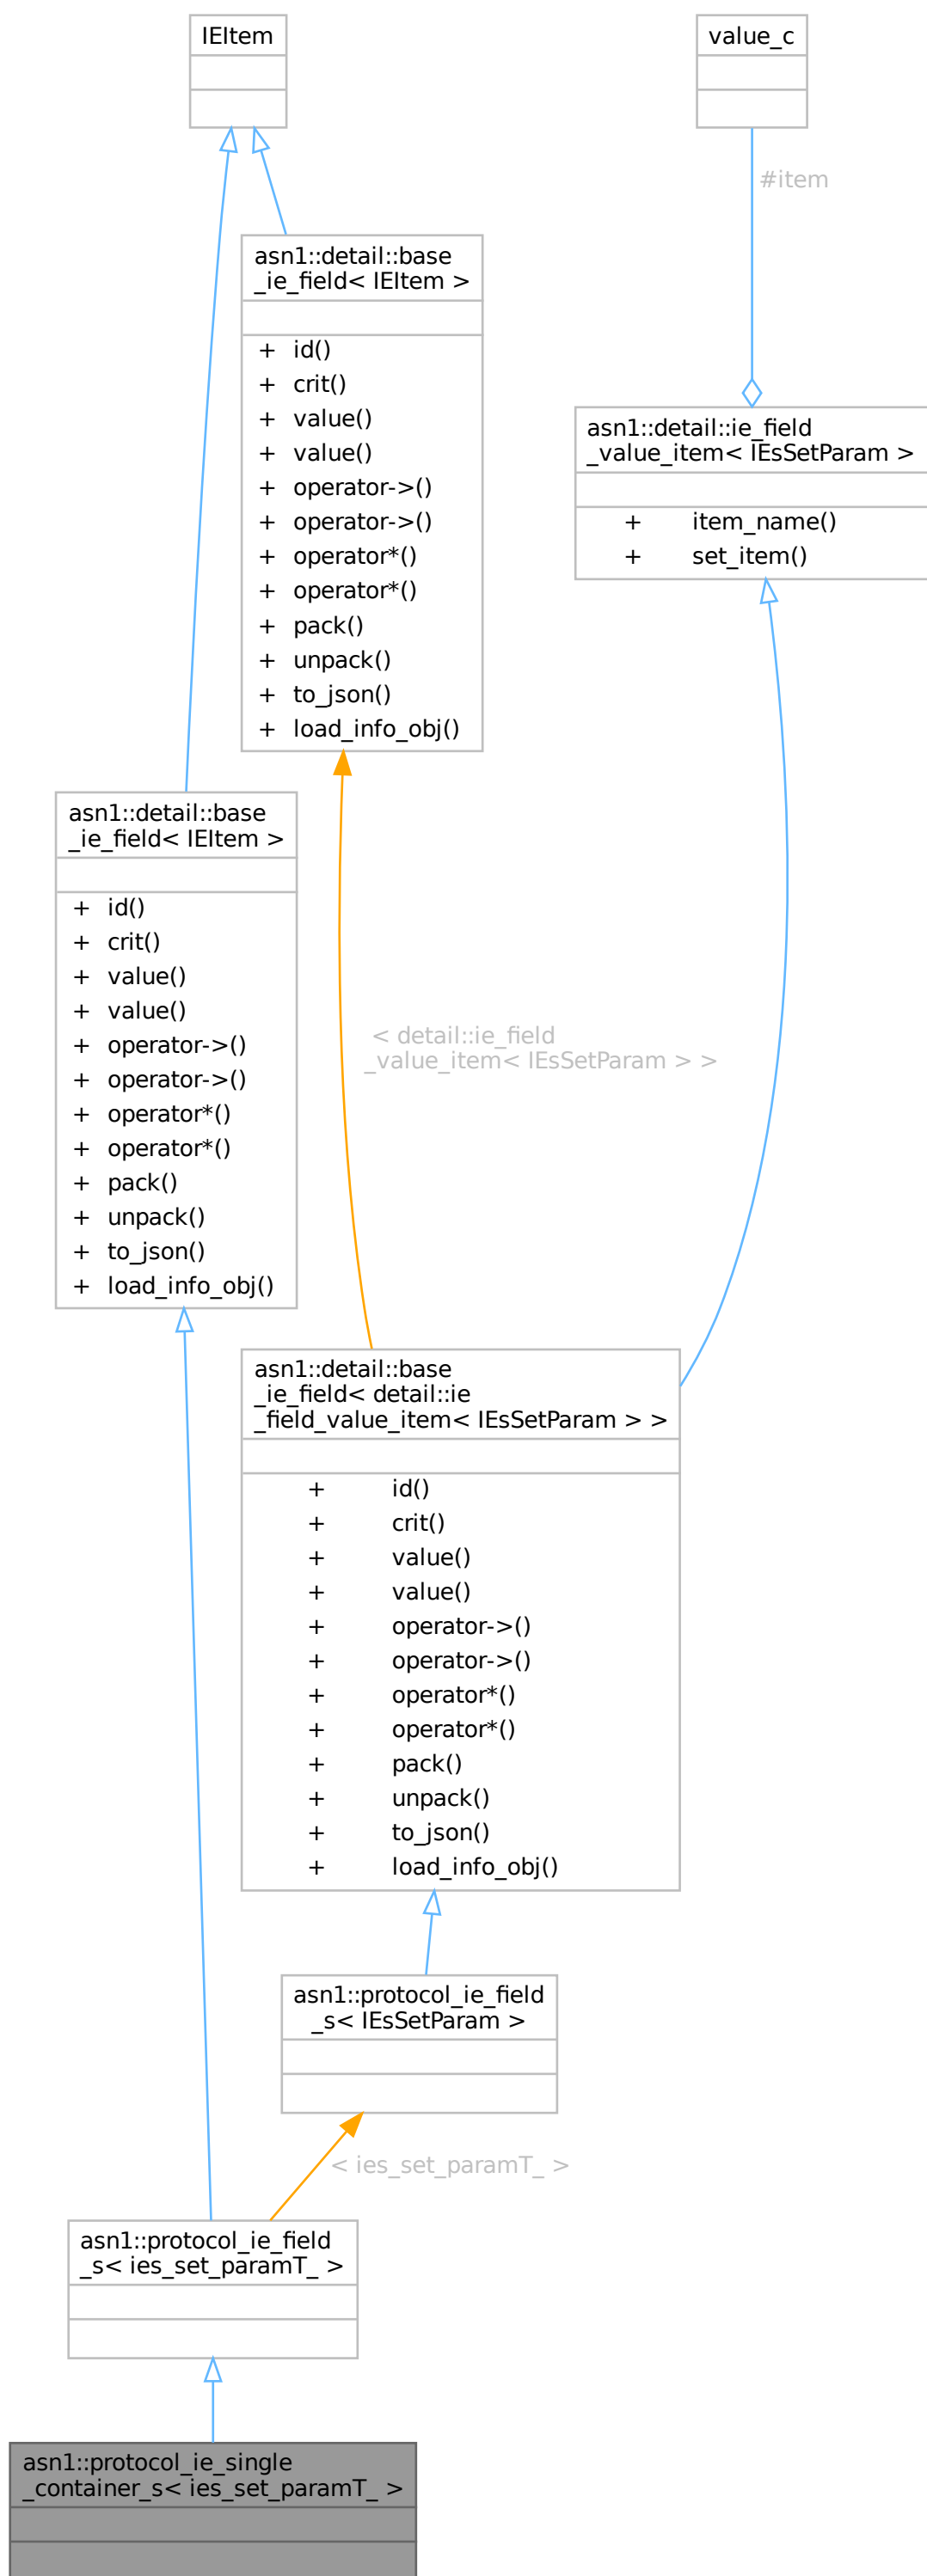 IEItem
value_c
#item
asn1::detail::base
_ie_field< IEItem >
+ id()
+ crit()
+ value()
+ value()
+ operator->()
+ operator->()
+ operator*()
+ operator*()
+ pack()
+ unpack()
+ to_json()
+ load_info_obj()
asn1::detail::ie_field
_value_item< IEsSetParam >
+ item_name()
+ set_item()
asn1::detail::base
_ie_field< IEItem >
+ id()
+ crit()
+ value()
+ value()
+ operator->()
+ operator->()
+ operator*()
+ operator*()
+ pack()
+ unpack()
+ to_json()
+ load_info_obj()
< detail::ie_field
_value_item< IEsSetParam > >
asn1::detail::base
_ie_field< detail::ie
_field_value_item< IEsSetParam > >
+ id()
+ crit()
+ value()
+ value()
+ operator->()
+ operator->()
+ operator*()
+ operator*()
+ pack()
+ unpack()
+ to_json()
+ load_info_obj()
asn1::protocol_ie_field
_s< IEsSetParam >
< ies_set_paramT_ >
asn1::protocol_ie_field
_s< ies_set_paramT_ >
asn1::protocol_ie_single
_container_s< ies_set_paramT_ >